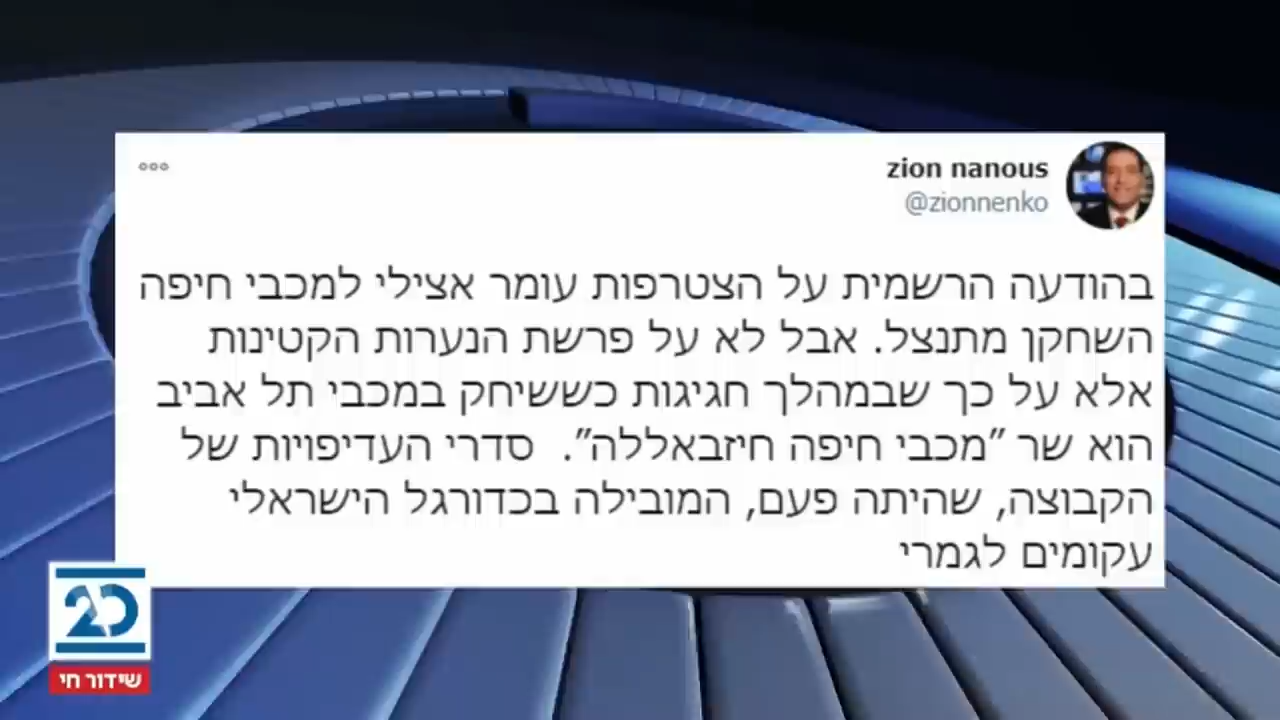 zion nanous
@zionnenko
בהודעה הרשמית על הצטרפות עומר אצילי למכבי חיפה
השחקן מתנצל. אבל לא על פרשת הנערות הקטינות
אלא על כך שבמהלך חגיגות כששיחק במכבי תל אביב
הוא שר "מכבי חיפה חיזבאללה".  סדרי העדיפויות של
הקבוצה, שהיתה פעם, המובילה בכדורגל הישראלי
עקומים לגמרי
20
שידור חי